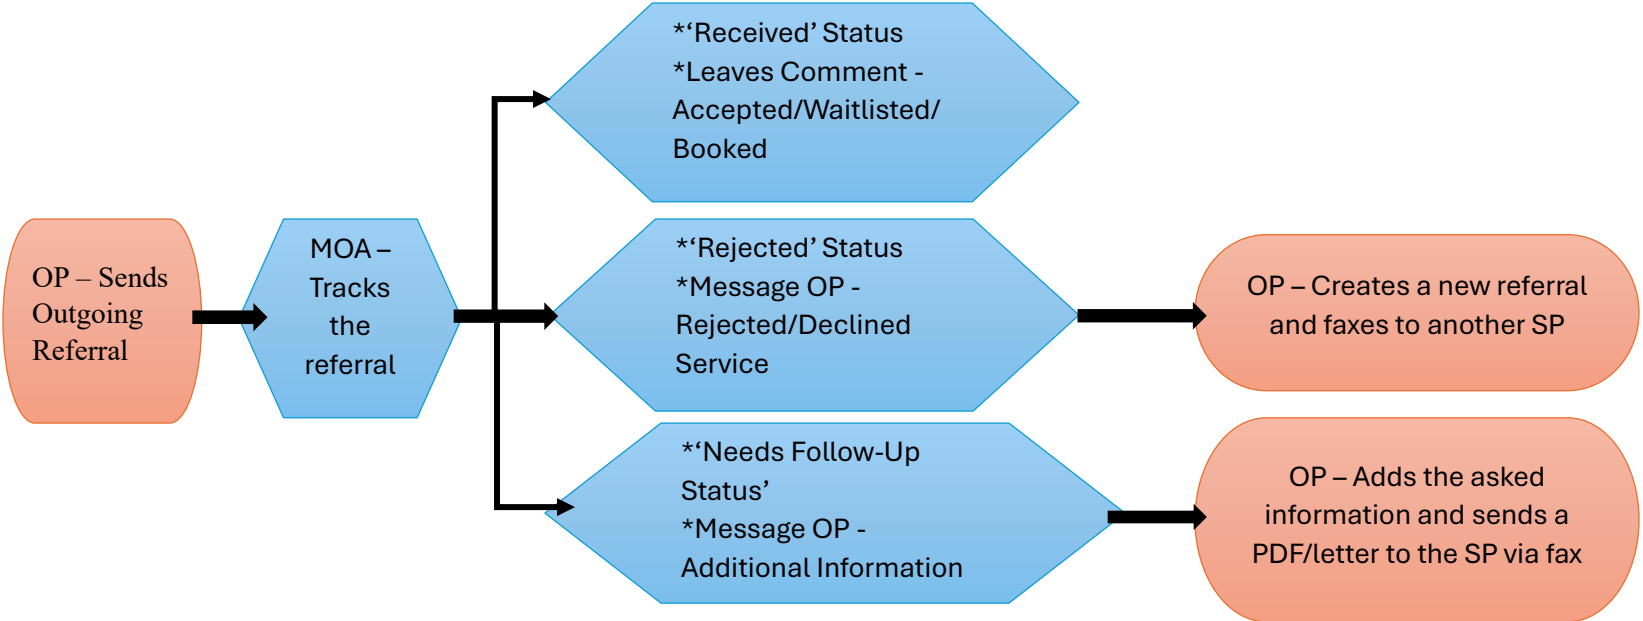 OP – Sends
Outgoing
Referral
MOA –
Tracks
the
referral
*‘Received’ Status
*Leaves Comment -
Accepted/Waitlisted/
Booked
*‘Rejected’ Status
*Message OP -
Rejected/Declined
Service
OP – Creates a new referral
and faxes to another SP
*‘Needs Follow-Up
Status’
*Message OP -
Additional Information
OP – Adds the asked
information and sends a
PDF/letter to the SP via fax